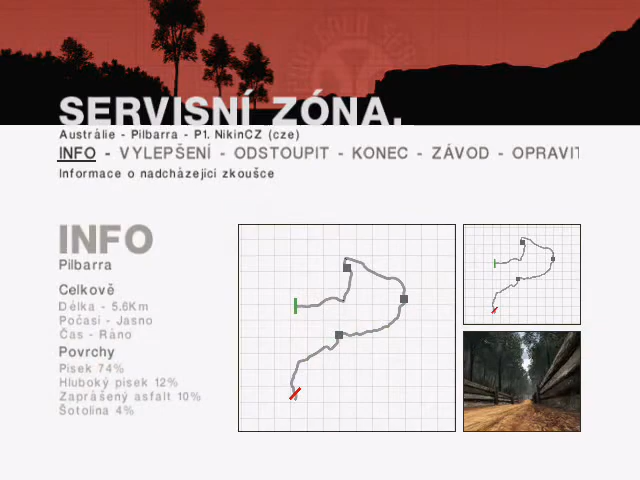 SERVISNÍ ZÓNA.
Austrálie - Pilbarra - P1. NikinCZ (cze)
INFO - VYLEPŠENÍ - ODSTOUPIT - KONEC - ZÁVOD - OPRAVIT
Informace o nadcházející zkoušce
INFO
Pilbarra
Celkově
Délka - 5.6Km
Počasí - Jasno
Čas - Ráno
Povrchy
Písek 74%
Hluboký písek 12%
Zaprášený asfalt 10%
Šotolina 4%